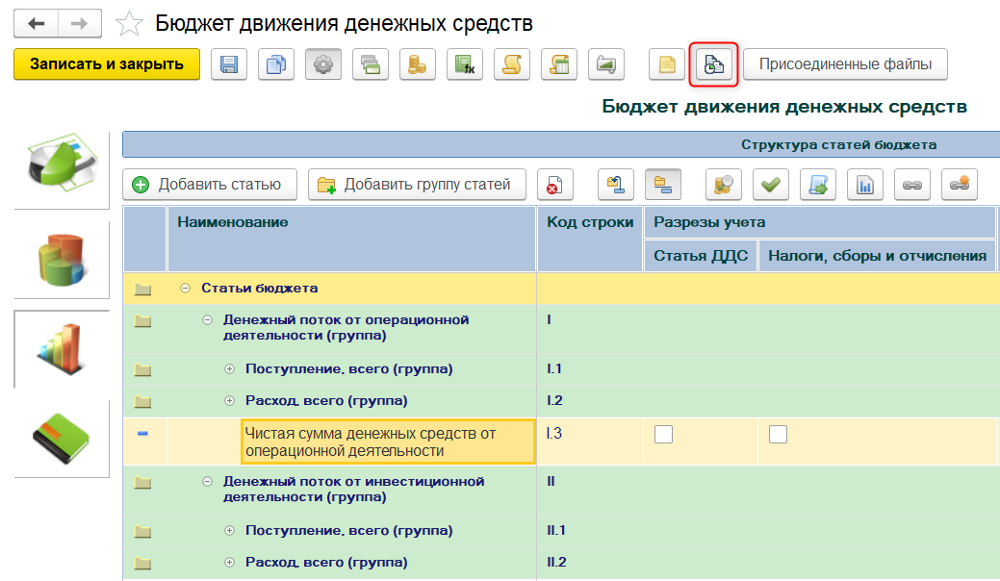 Бюджет движения денежных средств
Записать и закрыть
fx
Присоединенные файлы
Бюджет движения денежных средств
Структура статей бюджета
Добавить статью
Добавить группу статей
Наименование
Код строки
Разрезы учета
Статья ДДС
Налоги, сборы и отчисления
Статьи бюджета
Денежный поток от операционной
деятельности (группа)
I
Поступление, всего (группа)
I.1
Расход, всего (группа)
I.2
Чистая сумма денежных средств от
операционной деятельности
I.3
Денежный поток от инвестиционной
деятельности (группа)
II
Поступление, всего (группа)
II.1
Расход, всего (группа)
II.2